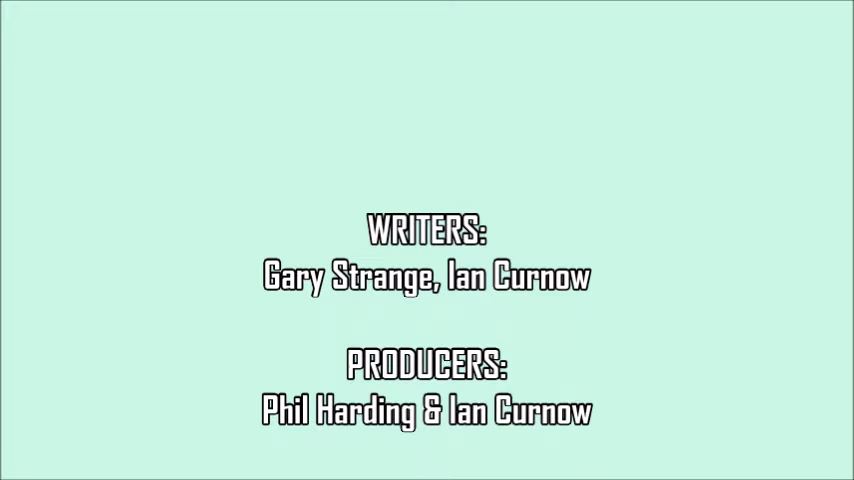 WRITERS:
Gary Strange, Ian Curnow
PRODUCERS:
Phil Harding & Ian Curnow